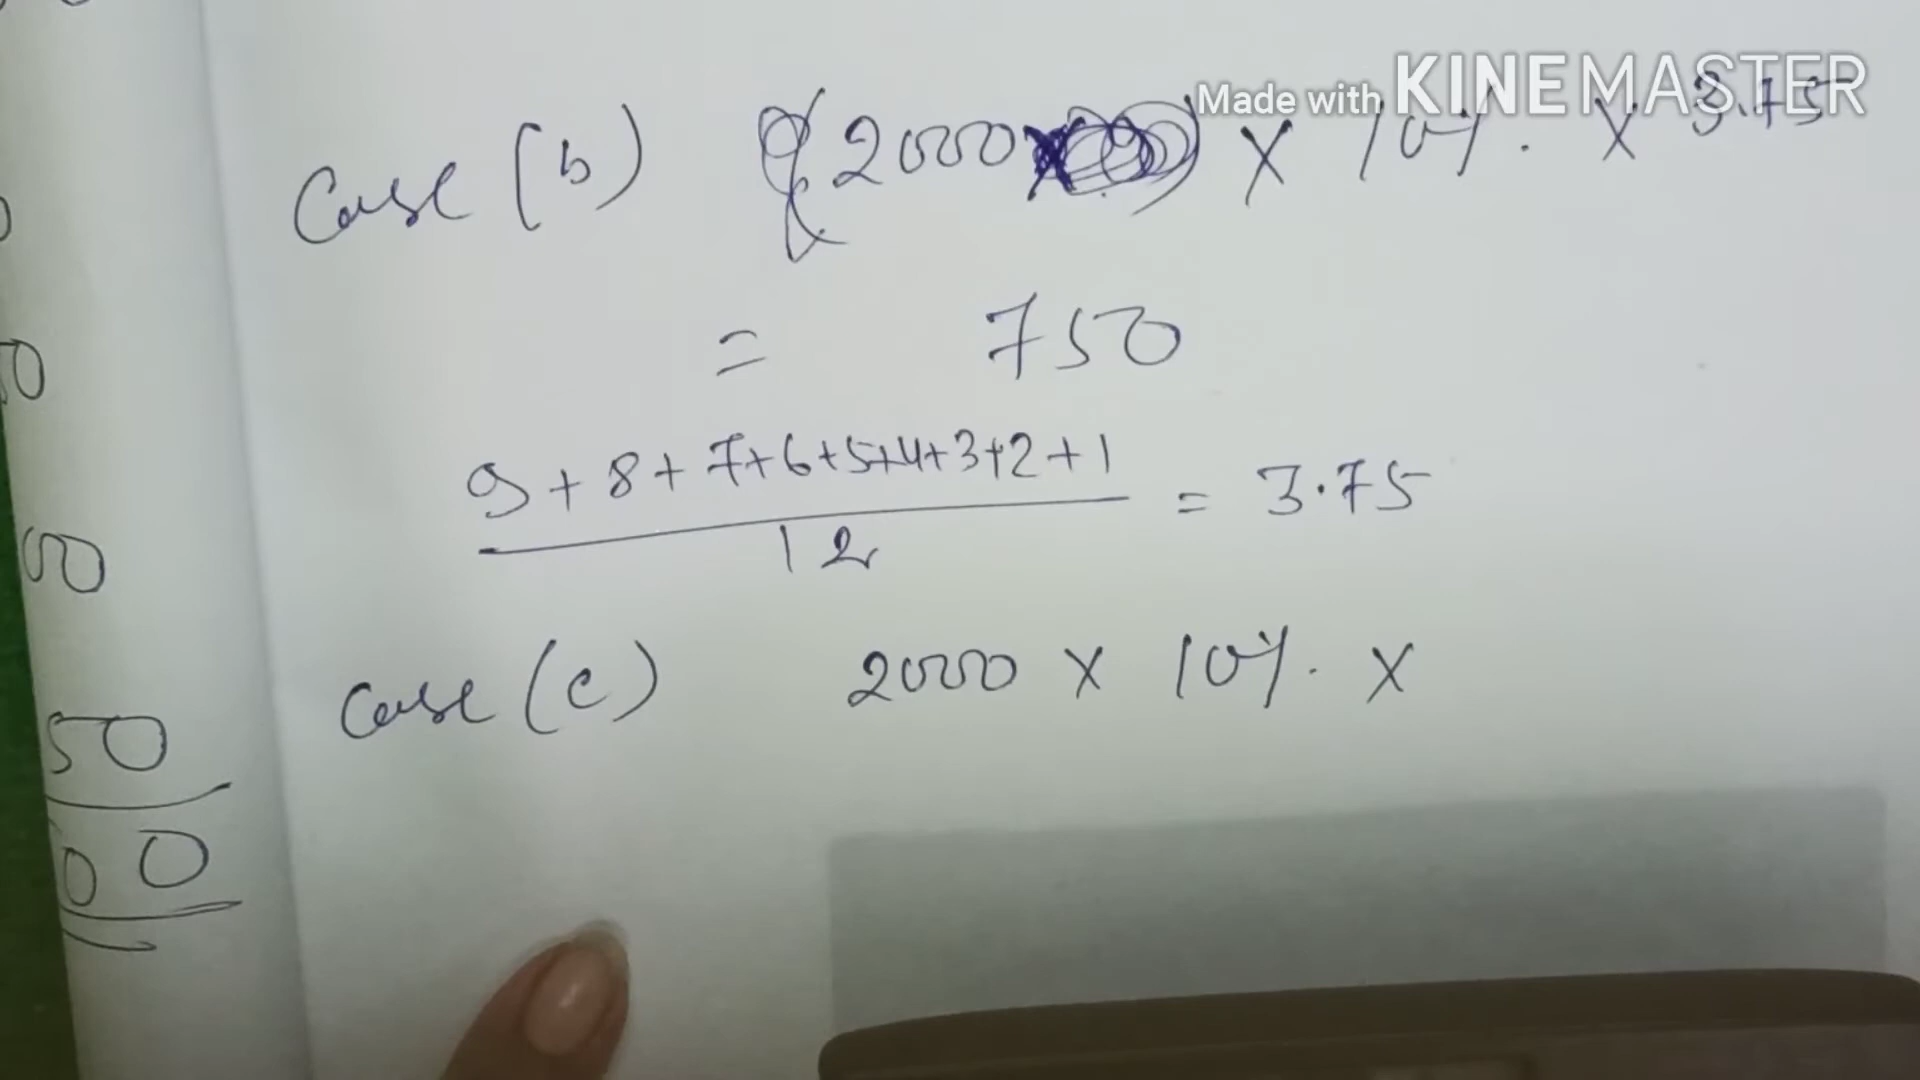 Made with KINEMASTER
Case (b) (2000 ) × 10% × 3.75
= 750
9+8+7+6+5+4+3+2+1
12
= 3.75
Case (c) 2000 × 10% ×